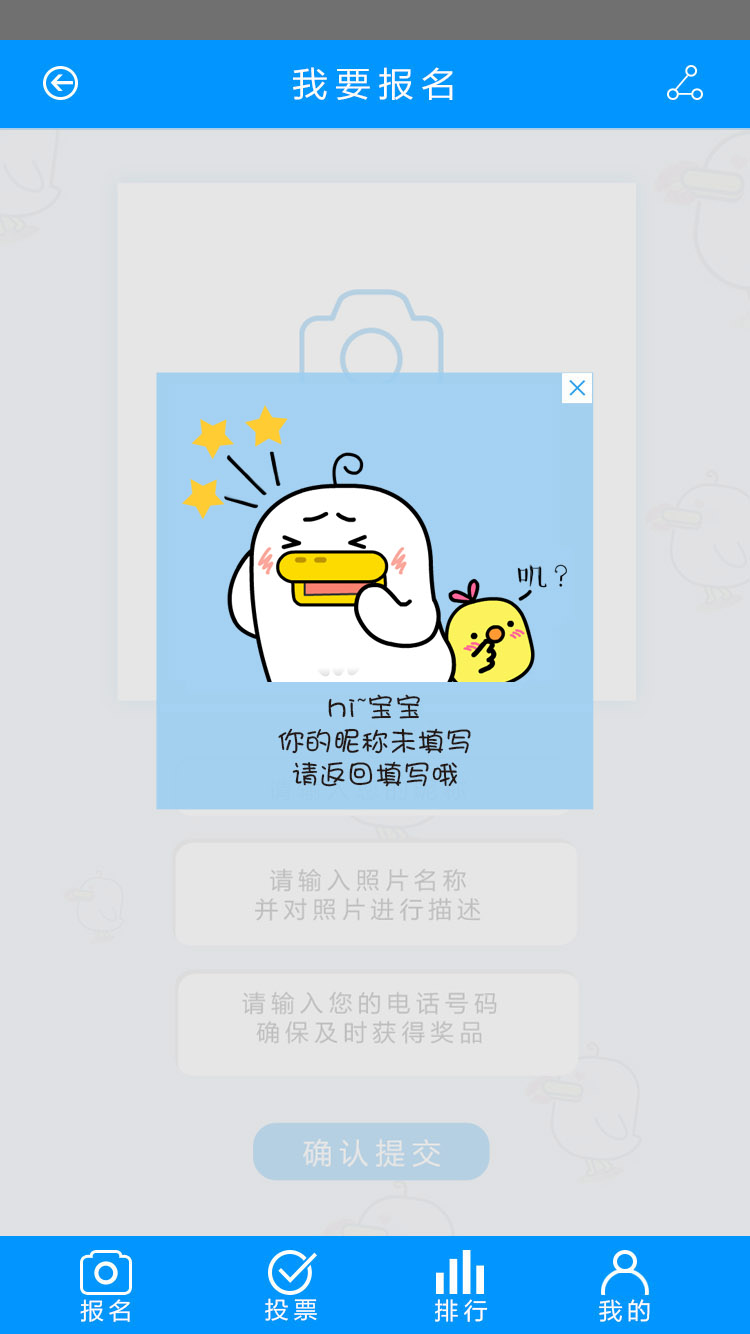 我要报名
叽？
hi~宝宝
你的昵称未填写
请返回填写哦
请输入照片名称
并对照片进行描述
请输入您的电话号码
确保及时获得奖品
确认提交
报名
投票
排行
我的